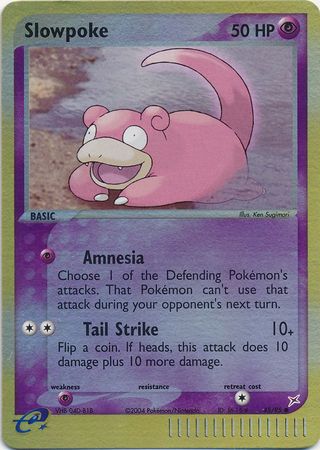 Slowpoke 50 HP
BASIC Illus. Ken Sugimori
Amnesia
Choose 1 of the Defending Pokémon's
attacks. That Pokémon can't use that
attack during your opponent's next turn.
Tail Strike 10+
Flip a coin. If heads, this attack does 10
damage plus 10 more damage.
weakness resistance retreat cost
©2004 Pokémon/Nintendo
e